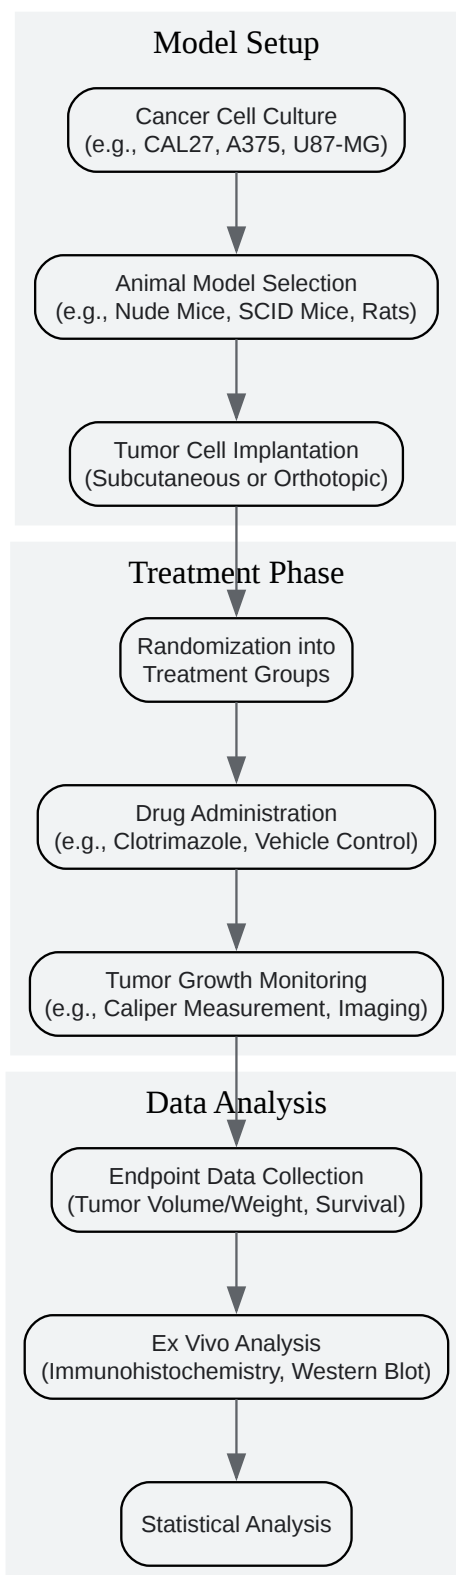 Model Setup
Cancer Cell Culture
(e.g., CAL27, A375, U87-MG)
Animal Model Selection
(e.g., Nude Mice, SCID Mice, Rats)
Tumor Cell Implantation
(Subcutaneous or Orthotopic)
Treatment Phase
Randomization into
Treatment Groups
Drug Administration
(e.g., Clotrimazole, Vehicle Control)
Tumor Growth Monitoring
(e.g., Caliper Measurement, Imaging)
Data Analysis
Endpoint Data Collection
(Tumor Volume/Weight, Survival)
Ex Vivo Analysis
(Immunohistochemistry, Western Blot)
Statistical Analysis